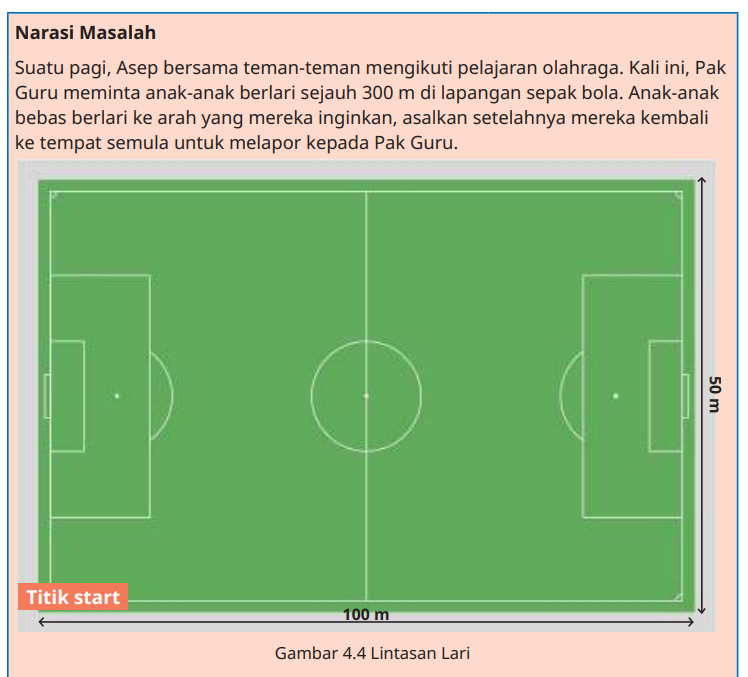 Narasi Masalah
Suatu pagi, Asep bersama teman-teman mengikuti pelajaran olahraga. Kali ini, Pak
Guru meminta anak-anak berlari sejauh 300 m di lapangan sepak bola. Anak-anak
bebas berlari ke arah yang mereka inginkan, asalkan setelahnya mereka kembali
ke tempat semula untuk melapor kepada Pak Guru.
50 m
Titik start
100 m
Gambar 4.4 Lintasan Lari